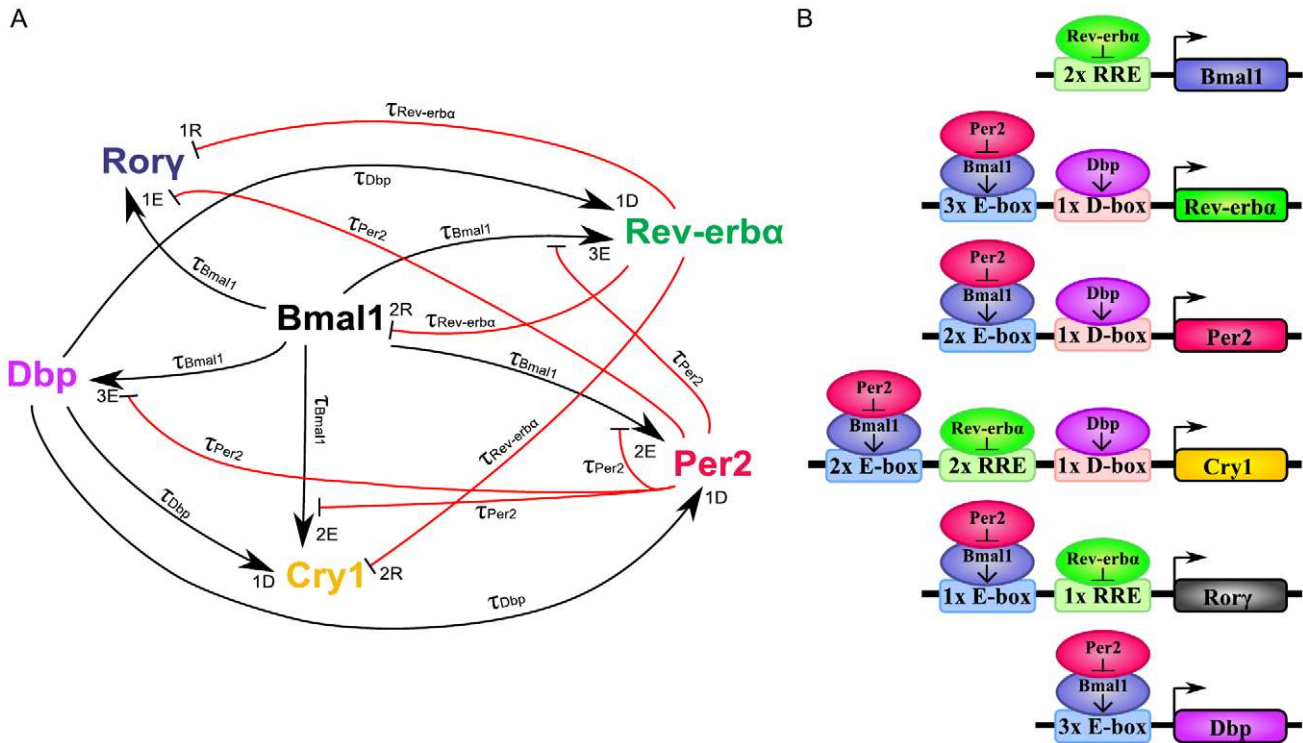 A
τRev-erbα
1R
Rorγ
τDbp
1D
1E
τPer2
τBmal1
Rev-erbα
3E
τBmal1
Bmal1
2R
τRev-erbα
τBmal1
τBmal1
τPer2
Dbp
3E
τBmal1
τRev-erbα
τPer2
2E
τPer2
Per2
1D
τDbp
τPer2
2E
1D
Cry1
2R
τDbp
B
Rev-erbα
2x RRE
Bmal1
Per2
Bmal1
Dbp
3x E-box
1x D-box
Rev-erbα
Per2
Bmal1
Dbp
2x E-box
1x D-box
Per2
Per2
Bmal1
Rev-erbα
Dbp
2x E-box
2x RRE
1x D-box
Cry1
Per2
Bmal1
Rev-erbα
1x E-box
1x RRE
Rorγ
Per2
Bmal1
3x E-box
Dbp